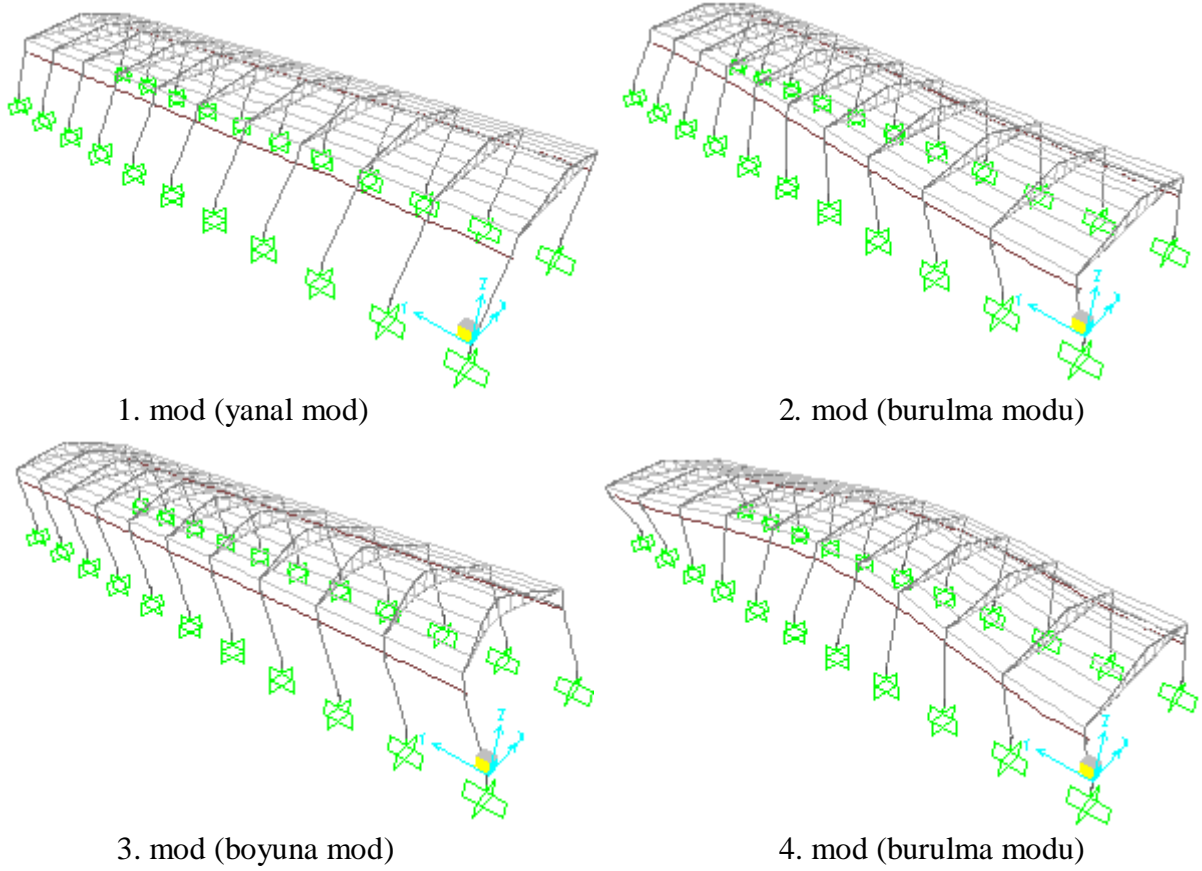 Y Z X
1. mod (yanal mod)
Y Z X
2. mod (burulma modu)
Y Z X
3. mod (boyuna mod)
Y Z X
4. mod (burulma modu)